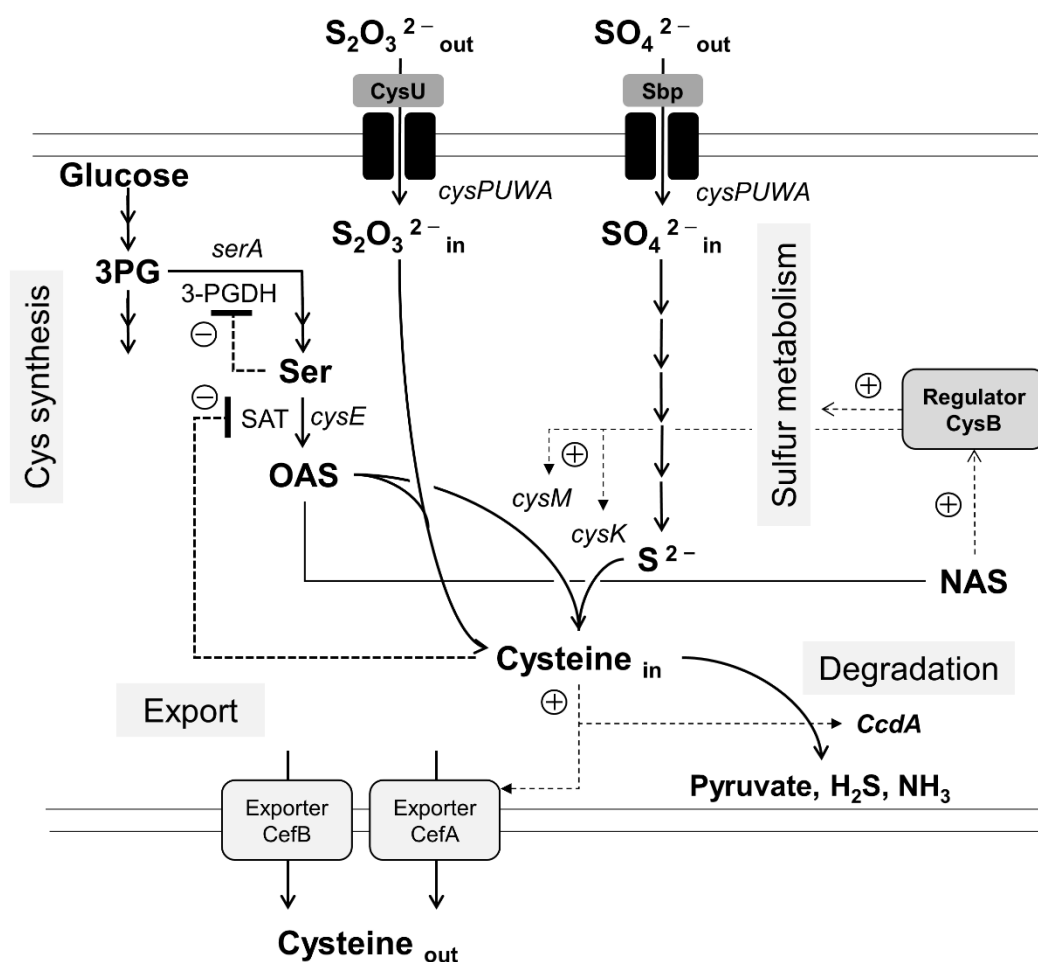 S₂O₃ ²⁻ out
SO₄ ²⁻ out
CysU
Sbp
Glucose
cysPUWA
cysPUWA
S₂O₃ ²⁻ in
SO₄ ²⁻ in
serA
3PG
3-PGDH
−
Cys synthesis
Sulfur metabolism
Ser
−
SAT
cysE
+
Regulator
CysB
OAS
+
cysM
cysK
+
S ²⁻
NAS
Cysteine in
Degradation
+
Export
CcdA
Pyruvate, H₂S, NH₃
Exporter
CefB
Exporter
CefA
Cysteine out